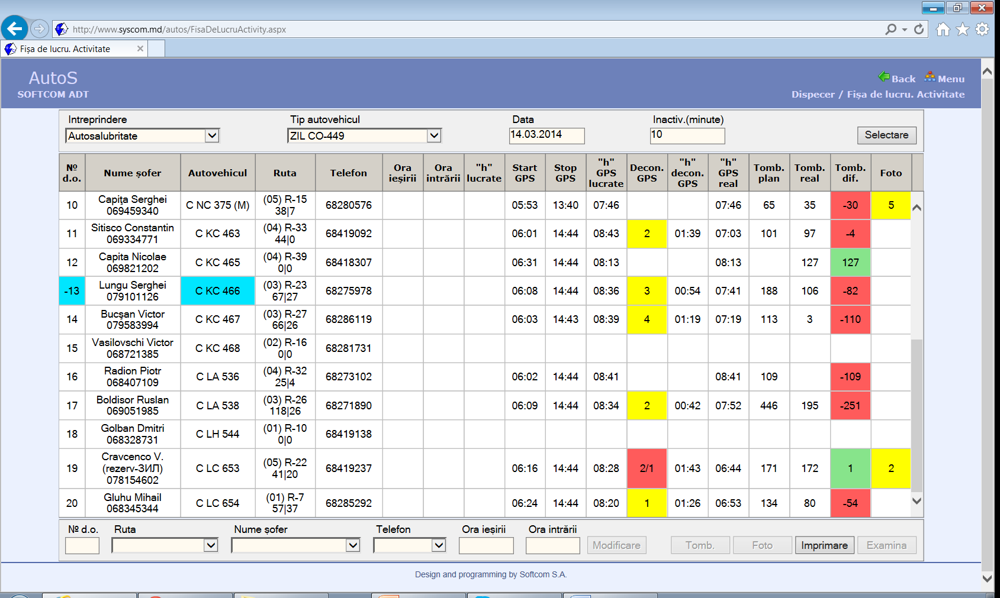 http://www.syscom.md/autos/FisaDeLucruActivity.aspx
Fișa de lucru. Activitate
AutoS
SOFTCOM ADT
Back Menu
Dispecer / Fișa de lucru. Activitate
Intreprindere Tip autovehicul Data Inactiv.(minute)
Autosalubritate ZIL CO-449 14.03.2014 10 Selectare
№ d.o. Nume șofer Autovehicul Ruta Telefon Ora ieșirii Ora intrării "h" lucrate Start GPS Stop GPS "h" GPS lucrate Decon. GPS "h" decon. GPS "h" GPS real Tomb. plan Tomb. real Tomb. dif. Foto
10 Capiţa Serghei 069459340 C NC 375 (M) (05) R-15 38|7 68280576 05:53 13:40 07:46 07:46 65 35 -30 5
11 Sitisco Constantin 069334771 C KC 463 (04) R-33 44|0 68419092 06:01 14:44 08:43 2 01:39 07:03 101 97 -4
12 Capita Nicolae 069821202 C KC 465 (04) R-39 0|0 68418307 06:31 14:44 08:13 08:13 127 127
-13 Lungu Serghei 079101126 C KC 466 (03) R-23 67|27 68275978 06:08 14:44 08:36 3 00:54 07:41 188 106 -82
14 Bucşan Victor 079583994 C KC 467 (03) R-27 66|26 68286119 06:03 14:43 08:39 4 01:19 07:19 113 3 -110
15 Vasilovschi Victor 068721385 C KC 468 (02) R-16 0|0 68281731
16 Radion Piotr 068407109 C LA 536 (04) R-32 25|4 68273102 06:02 14:44 08:41 08:41 109 -109
17 Boldisor Ruslan 069051985 C LA 538 (03) R-26 118|26 68271890 06:09 14:44 08:34 2 00:42 07:52 446 195 -251
18 Golban Dmitri 068328731 C LH 544 (01) R-10 0|0 68419138
19 Cravcenco V. (rezerv-ЗИЛ) 078154602 C LC 653 (05) R-22 41|20 68419237 06:16 14:44 08:28 2/1 01:43 06:44 171 172 1 2
20 Gluhu Mihail 068345344 C LC 654 (01) R-7 57|37 68285292 06:24 14:44 08:20 1 01:26 06:53 134 80 -54
№ d.o. Ruta Nume șofer Telefon Ora ieșirii Ora intrării
Modificare Tomb. Foto Imprimare Examina
Design and programming by Softcom S.A.